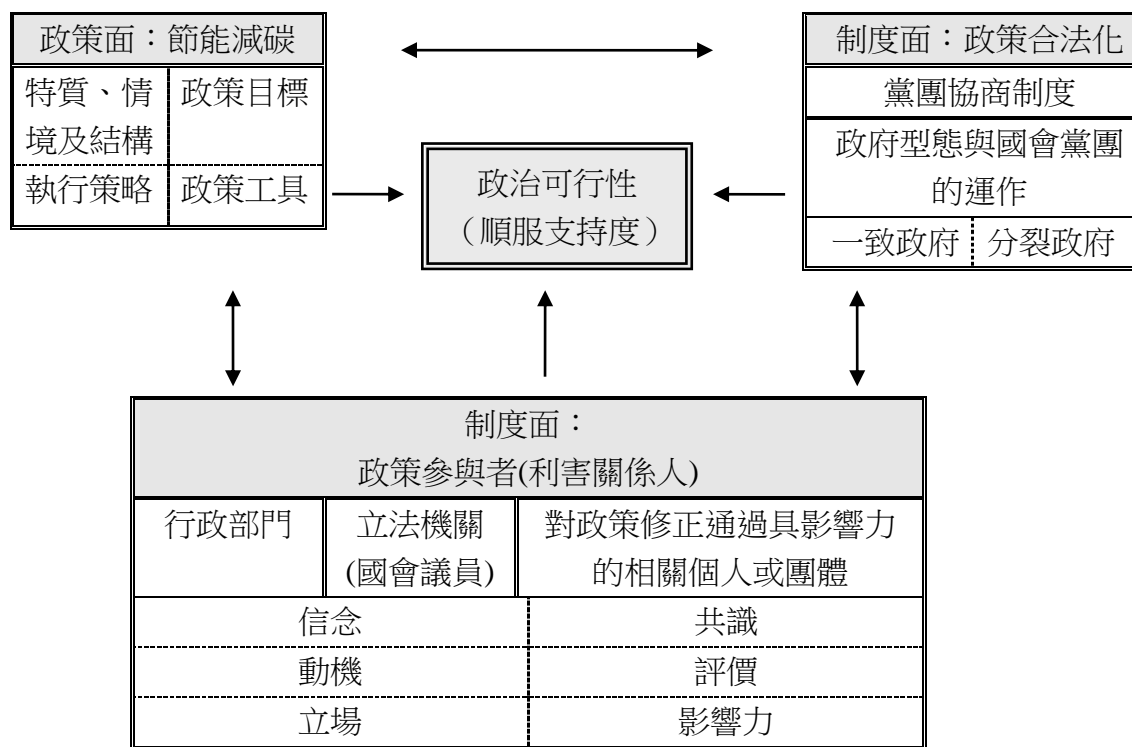 政策面：節能減碳
特質、情
境及結構
政策目標
執行策略
政策工具
制度面：政策合法化
黨團協商制度
政府型態與國會黨團
的運作
一致政府
分裂政府
政治可行性
（順服支持度）
制度面：
政策參與者(利害關係人)
行政部門
立法機關
(國會議員)
對政策修正通過具影響力
的相關個人或團體
信念
共識
動機
評價
立場
影響力